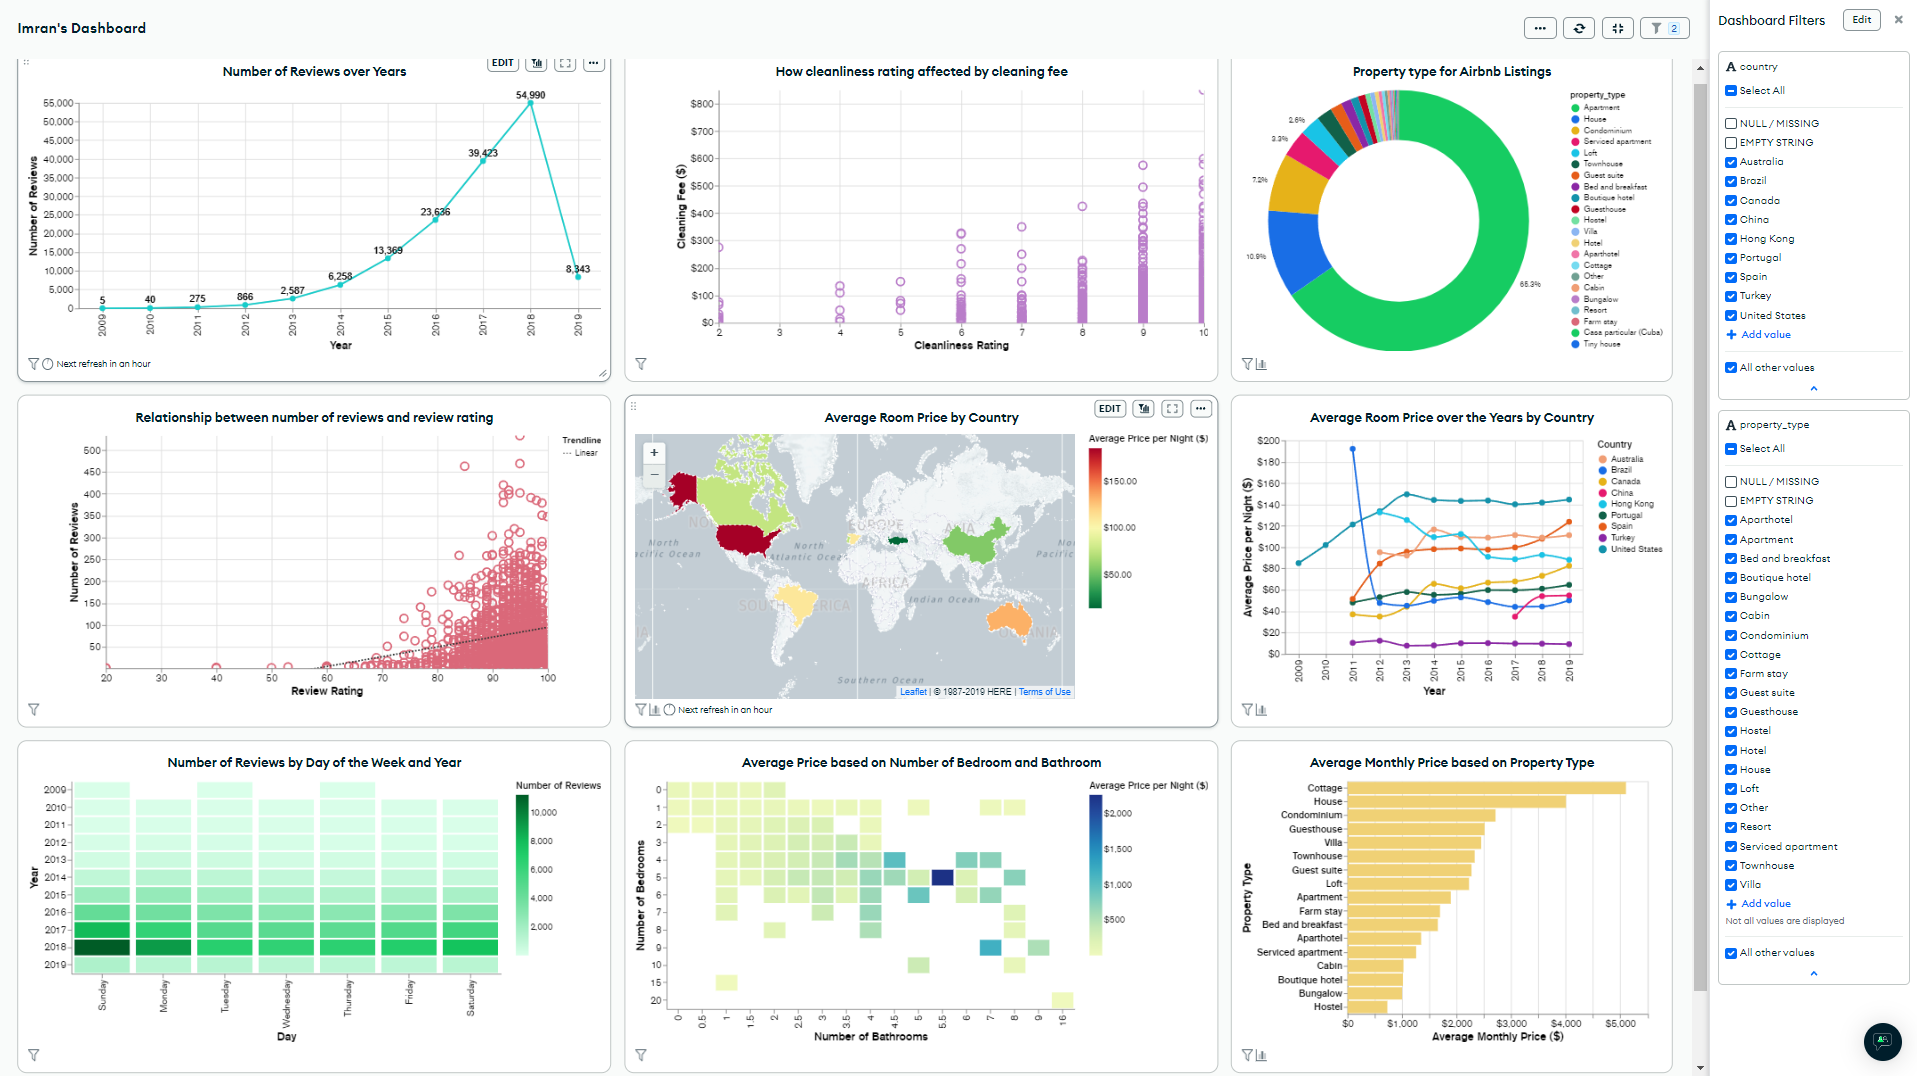 Imran's Dashboard
2
Dashboard Filters
Edit
Number of Reviews over Years
EDIT
Number of Reviews
55,000
50,000
45,000
40,000
35,000
30,000
25,000
20,000
15,000
10,000
5,000
0
5
40
275
866
2,587
6,258
13,369
23,636
39,423
54,990
8,343
2009
2010
2011
2012
2013
2014
2015
2016
2017
2018
2019
Year
Next refresh in an hour
How cleanliness rating affected by cleaning fee
Cleaning Fee ($)
$800
$700
$600
$500
$400
$300
$200
$100
$0
2
3
4
5
6
7
8
9
10
Cleanliness Rating
Property type for Airbnb Listings
2.6%
3.3%
7.2%
10.9%
65.3%
property_type
Apartment
House
Condominium
Serviced apartment
Loft
Townhouse
Guest suite
Bed and breakfast
Boutique hotel
Guesthouse
Hostel
Villa
Hotel
Aparthotel
Cottage
Other
Cabin
Bungalow
Resort
Farm stay
Casa particular (Cuba)
Tiny house
Relationship between number of reviews and review rating
Number of Reviews
500
450
400
350
300
250
200
150
100
50
20
30
40
50
60
70
80
90
100
Review Rating
Trendline
Linear
EDIT
Average Room Price by Country
+
−
North
Atlantic Ocean
EUROPE
ASIA
AFRICA
Indian Ocean
Southern Ocean
Leaflet | © 1987-2019 HERE | Terms of Use
Average Price per Night ($)
$150.00
$100.00
$50.00
Next refresh in an hour
Average Room Price over the Years by Country
Average Price per Night ($)
$200
$180
$160
$140
$120
$100
$80
$60
$40
$20
$0
2009
2010
2011
2012
2013
2014
2015
2016
2017
2018
2019
Year
Country
Australia
Brazil
Canada
China
Hong Kong
Portugal
Spain
Turkey
United States
Number of Reviews by Day of the Week and Year
Year
2009
2010
2011
2012
2013
2014
2015
2016
2017
2018
2019
Sunday
Monday
Tuesday
Wednesday
Thursday
Friday
Saturday
Day
Number of Reviews
10,000
8,000
6,000
4,000
2,000
Average Price based on Number of Bedroom and Bathroom
Number of Bedrooms
0
1
2
3
4
5
6
7
8
9
10
15
20
0
0.5
1
1.5
2
2.5
3
3.5
4
4.5
5
5.5
6
7
8
9
16
Number of Bathrooms
Average Price per Night ($)
$2,000
$1,500
$1,000
$500
Average Monthly Price based on Property Type
Property Type
Cottage
House
Condominium
Guesthouse
Villa
Townhouse
Guest suite
Loft
Apartment
Farm stay
Bed and breakfast
Aparthotel
Serviced apartment
Cabin
Boutique hotel
Bungalow
Hostel
$0
$1,000
$2,000
$3,000
$4,000
$5,000
Average Monthly Price ($)
A country
Select All
NULL / MISSING
EMPTY STRING
Australia
Brazil
Canada
China
Hong Kong
Portugal
Spain
Turkey
United States
+ Add value
All other values
A property_type
Select All
NULL / MISSING
EMPTY STRING
Aparthotel
Apartment
Bed and breakfast
Boutique hotel
Bungalow
Cabin
Condominium
Cottage
Farm stay
Guest suite
Guesthouse
Hostel
Hotel
House
Loft
Other
Resort
Serviced apartment
Townhouse
Villa
+ Add value
Not all values are displayed
All other values